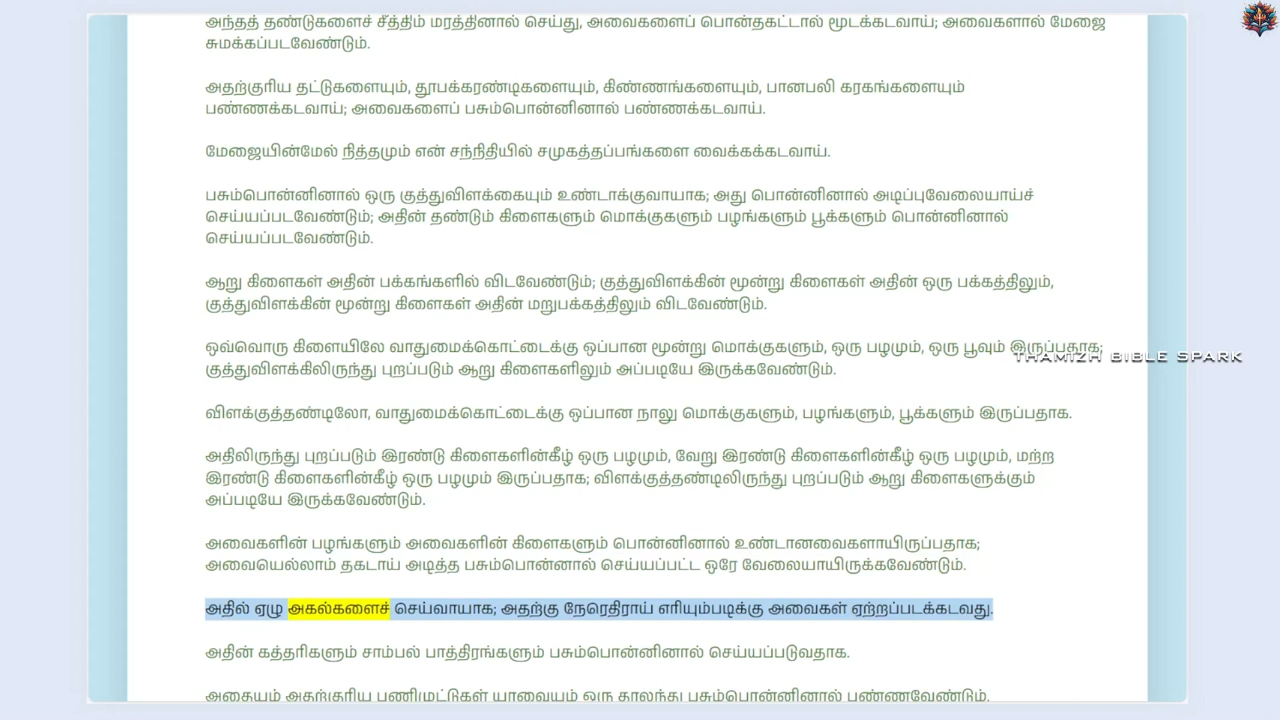 அந்தத் தண்டுகளைச் சீத்திம் மரத்தினால் செய்து, அவைகளைப் பொன்தகட்டால் மூடக்கடவாய்; அவைகளால் மேஜை
சுமக்கப்படவேண்டும்.
அதற்குரிய தட்டுகளையும், தூபக்கரண்டிகளையும், கிண்ணங்களையும், பானபலி கரகங்களையும்
பண்ணக்கடவாய்; அவைகளைப் பசும்பொன்னினால் பண்ணக்கடவாய்.
மேஜையின்மேல் நித்தமும் என் சந்நிதியில் சமுகத்தப்பங்களை வைக்கக்கடவாய்.
பசும்பொன்னினால் ஒரு குத்துவிளக்கையும் உண்டாக்குவாயாக; அது பொன்னினால் அடிப்புவேலையாய்ச்
செய்யப்படவேண்டும்; அதின் தண்டும் கிளைகளும் மொக்குகளும் பழங்களும் பூக்களும் பொன்னினால்
செய்யப்படவேண்டும்.
ஆறு கிளைகள் அதின் பக்கங்களில் விடவேண்டும்; குத்துவிளக்கின் மூன்று கிளைகள் அதின் ஒரு பக்கத்திலும்,
குத்துவிளக்கின் மூன்று கிளைகள் அதின் மறுபக்கத்திலும் விடவேண்டும்.
ஒவ்வொரு கிளையிலே வாதுமைக்கொட்டைக்கு ஒப்பான மூன்று மொக்குகளும், ஒரு பழமும், ஒரு பூவும் இருப்பதாக;
THAMIZH BIBLE SPARK
குத்துவிளக்கிலிருந்து புறப்படும் ஆறு கிளைகளிலும் அப்படியே இருக்கவேண்டும்.
விளக்குத்தண்டிலோ, வாதுமைக்கொட்டைக்கு ஒப்பான நாலு மொக்குகளும், பழங்களும், பூக்களும் இருப்பதாக.
அதிலிருந்து புறப்படும் இரண்டு கிளைகளின்கீழ் ஒரு பழமும், வேறு இரண்டு கிளைகளின்கீழ் ஒரு பழமும், மற்ற
இரண்டு கிளைகளின்கீழ் ஒரு பழமும் இருப்பதாக; விளக்குத்தண்டிலிருந்து புறப்படும் ஆறு கிளைகளுக்கும்
அப்படியே இருக்கவேண்டும்.
அவைகளின் பழங்களும் அவைகளின் கிளைகளும் பொன்னினால் உண்டானவைகளாயிருப்பதாக;
அவையெல்லாம் தகடாய் அடித்த பசும்பொன்னால் செய்யப்பட்ட ஒரே வேலையாயிருக்கவேண்டும்.
அதில் ஏழு அகல்களைச் செய்வாயாக; அதற்கு நேரெதிராய் எரியும்படிக்கு அவைகள் ஏற்றப்படக்கடவது.
அதின் கத்தரிகளும் சாம்பல் பாத்திரங்களும் பசும்பொன்னினால் செய்யப்படுவதாக.
அதையும் அதற்குரிய பணிமுட்டுகள் யாவையும் ஒரு தாலந்து பசும்பொன்னினால் பண்ணவேண்டும்.